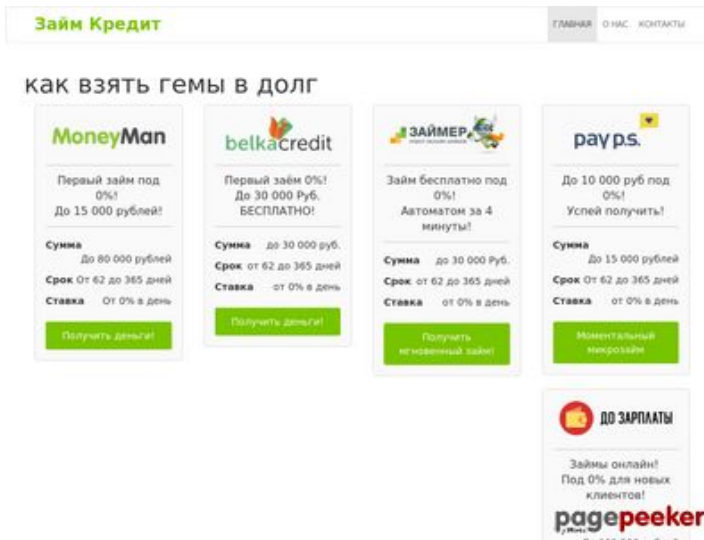 Займ Кредит
ГЛАВНАЯ О НАС КОНТАКТЫ
как взять гемы в долг
MoneyMan
Первый займ под
0%!
До 15 000 рублей!
Сумма
До 80 000 рублей
Срок От 62 до 365 дней
Ставка От 0% в день
Получить деньги!
belkacredit
Первый заём 0%!
До 30 000 Руб.
БЕСПЛАТНО!
Сумма до 30 000 руб.
Срок от 62 до 365 дней
Ставка от 0% в день
Получить деньги!
ЗАЙМЕР
Займ бесплатно под
0%!
Автоматом за 4
минуты!
Сумма до 30 000 Руб.
Срок от 62 до 365 дней
Ставка от 0% в день
Получить
мгновенный займ!
pay p.s.
До 10 000 руб под
0%!
Успей получить!
Сумма
До 15 000 рублей
Срок От 62 до 365 дней
Ставка От 0% в день
Моментальный
микрозайм
ДО ЗАРПЛАТЫ
Займы онлайн!
Под 0% для новых
клиентов!
pagepeeker